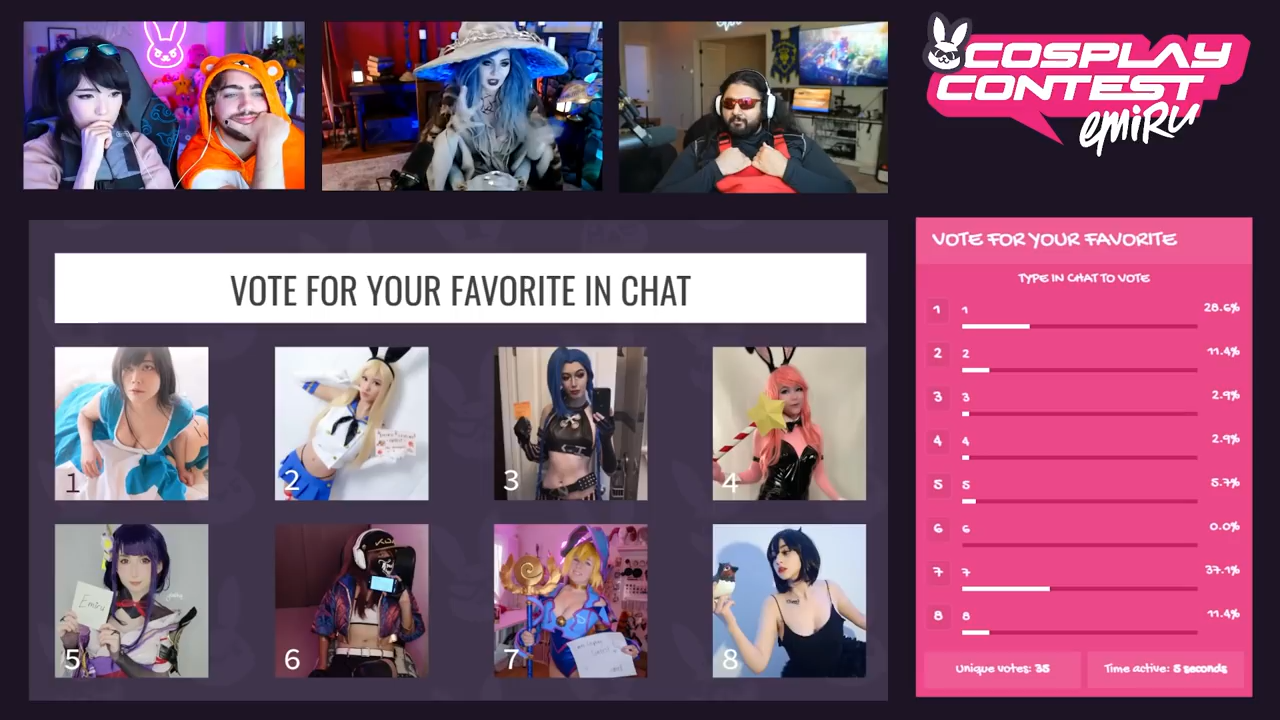 COSPLAY
CONTEST
emiru
VOTE FOR YOUR FAVORITE IN CHAT
1
2
3
4
5
6
7
8
Emiru
VOTE FOR YOUR FAVORITE
TYPE IN CHAT TO VOTE
1 1 28.6%
2 2 11.4%
3 3 2.9%
4 4 2.9%
5 5 5.7%
6 6 0.0%
7 7 37.1%
8 8 11.4%
Unique votes: 35
Time active: 5 seconds